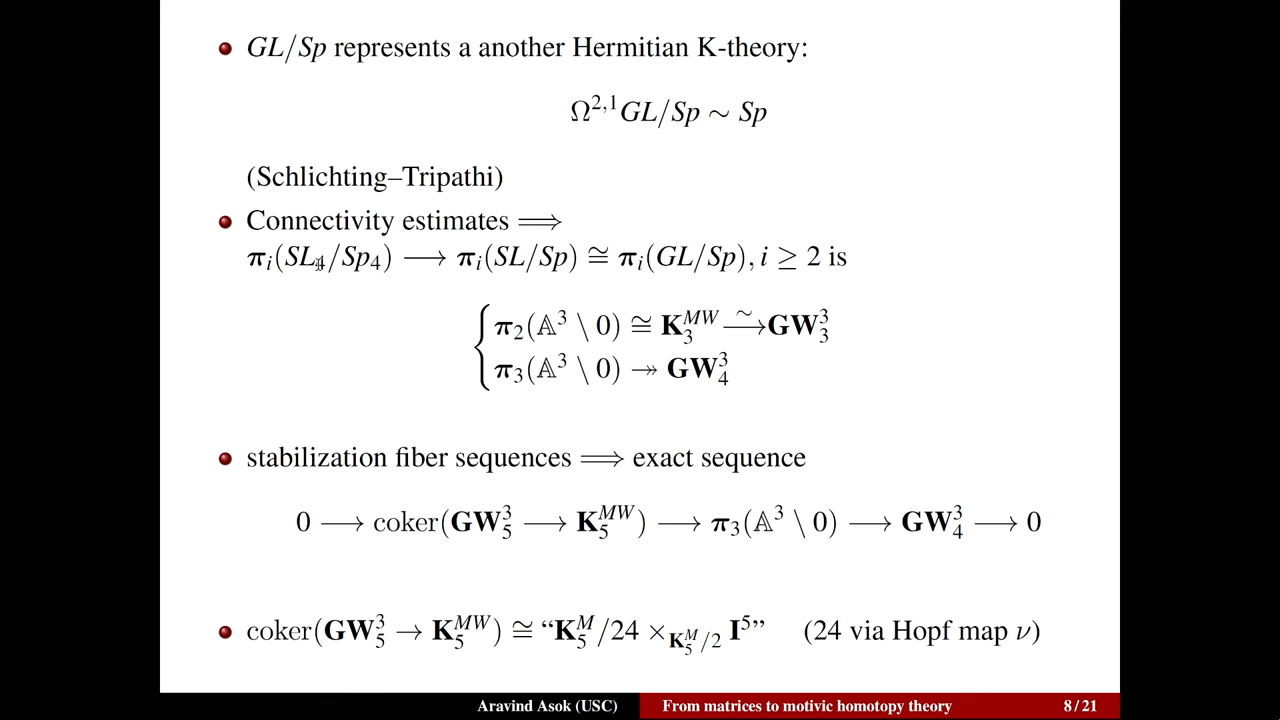 GL/Sp represents a another Hermitian K-theory:
Ω^{2,1}GL/Sp ∼ Sp
(Schlichting–Tripathi)
Connectivity estimates ⟹
π_i(SL_4/Sp_4) ⟶ π_i(SL/Sp) ≅ π_i(GL/Sp), i ≥ 2 is
π_2(𝔸^3 \ 0) ≅ K_3^{MW} ⟶^∼ GW_3^3
π_3(𝔸^3 \ 0) ↠ GW_4^3
stabilization fiber sequences ⟹ exact sequence
0 ⟶ coker(GW_5^3 ⟶ K_5^{MW}) ⟶ π_3(𝔸^3 \ 0) ⟶ GW_4^3 ⟶ 0
coker(GW_5^3 → K_5^{MW}) ≅ “K_5^M/24 ×_{K_5^M/2} I^5” (24 via Hopf map ν)
Aravind Asok (USC) From matrices to motivic homotopy theory 8 / 21